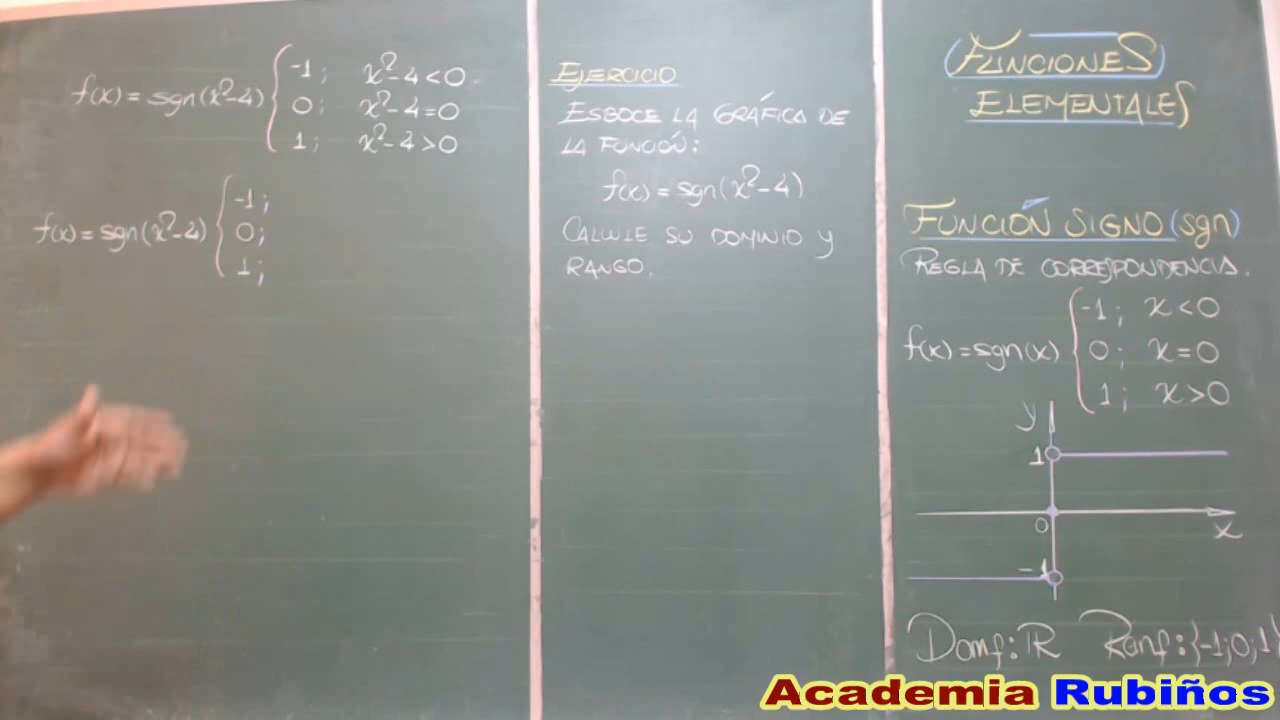 f(x) = sgn(x²-4) { -1; x²-4 < 0
0; x²-4 = 0
1; x²-4 > 0
f(x) = sgn(x²-4) { -1;
0;
1;
EJERCICIO
ESBOCE LA GRÁFICA DE
LA FUNCIÓN:
f(x) = sgn(x²-4)
CALCULE SU DOMINIO Y
RANGO.
FUNCIONES
ELEMENTALES
FUNCIÓN SIGNO (sgn)
REGLA DE CORRESPONDENCIA.
f(x) = sgn(x) { -1; x < 0
0; x = 0
1; x > 0
y
1
0
x
-1
Domf: R Ranf: {-1;0;1}
Academia Rubiños